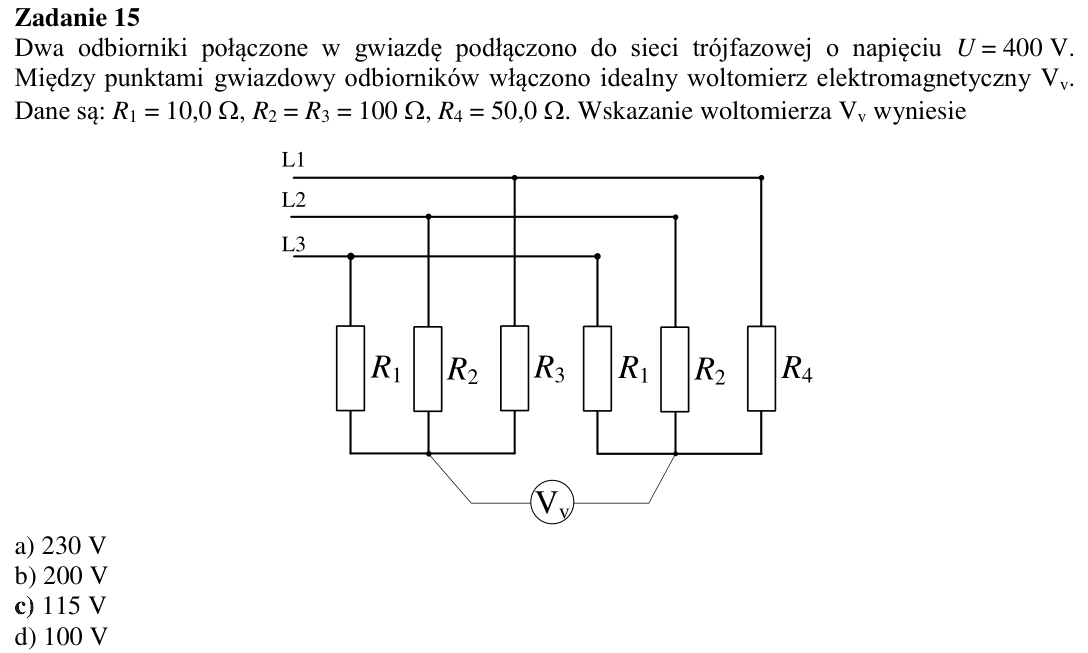 Zadanie 15
Dwa odbiorniki połączone w gwiazdę podłączono do sieci trójfazowej o napięciu U = 400 V.
Między punktami gwiazdowy odbiorników włączono idealny woltomierz elektromagnetyczny Vv.
Dane są: R1 = 10,0 Ω, R2 = R3 = 100 Ω, R4 = 50,0 Ω. Wskazanie woltomierza Vv wyniesie
L1
L2
L3
R1 R2 R3 R1 R2 R4
Vv
a) 230 V
b) 200 V
c) 115 V
d) 100 V